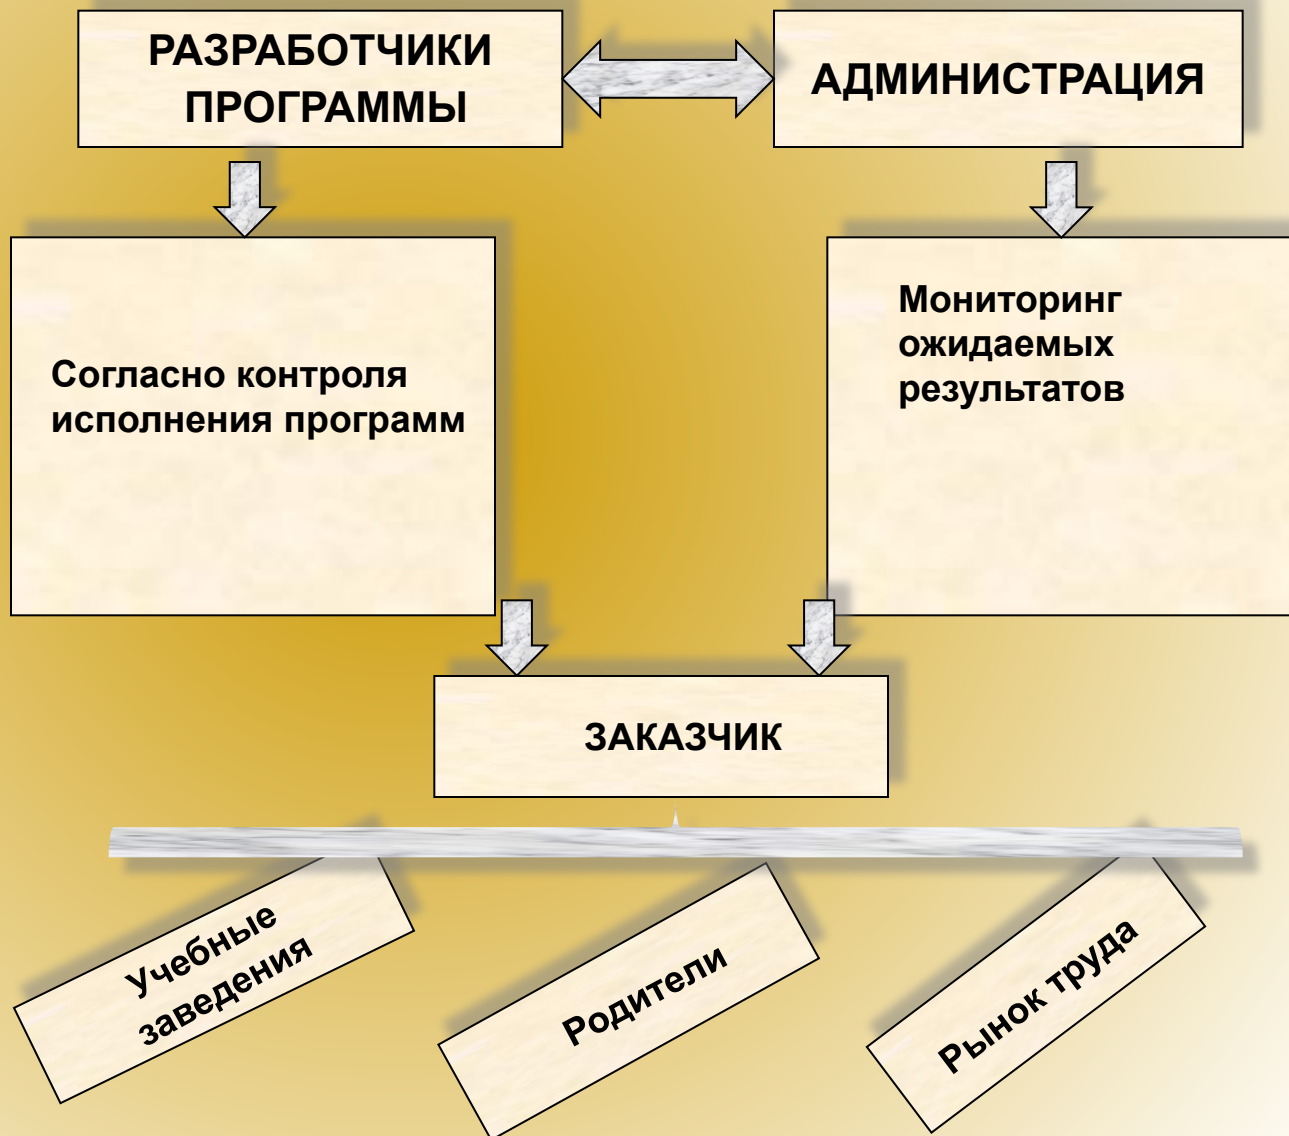 РАЗРАБОТЧИКИ
ПРОГРАММЫ
АДМИНИСТРАЦИЯ
Согласно контроля
исполнения программ
Мониторинг
ожидаемых
результатов
ЗАКАЗЧИК
Учебные
заведения
Родители
Рынок труда